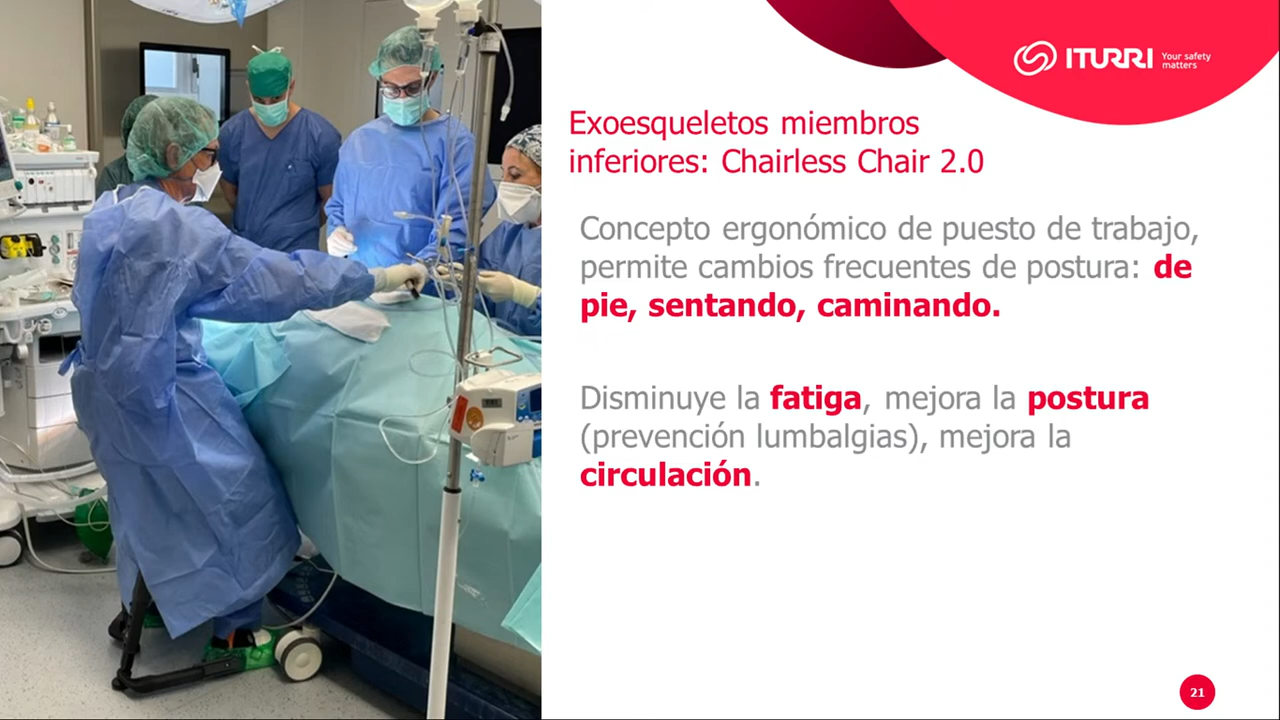 ITURRI
Your safety
matters
Exoesqueletos miembros
inferiores: Chairless Chair 2.0
Concepto ergonómico de puesto de trabajo,
permite cambios frecuentes de postura: de
pie, sentando, caminando.
Disminuye la fatiga, mejora la postura
(prevención lumbalgias), mejora la
circulación.
21